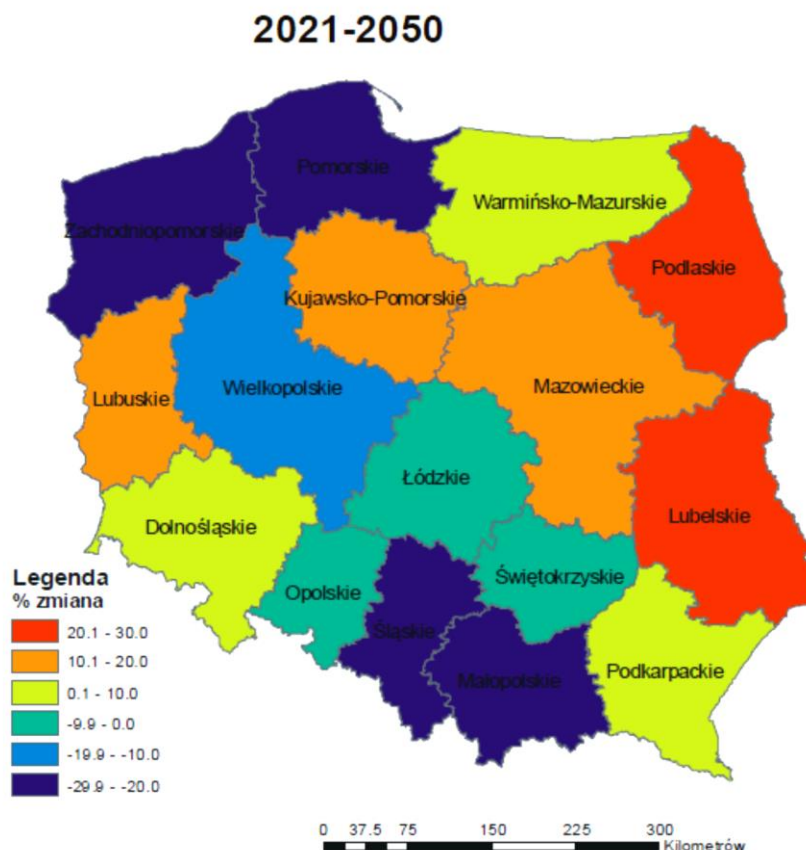 2021-2050
Pomorskie
Warmińsko-Mazurskie
Zachodniopomorskie
Podlaskie
Kujawsko-Pomorskie
Lubuskie
Wielkopolskie
Mazowieckie
Łódzkie
Dolnośląskie
Lubelskie
Opolskie
Świętokrzyskie
Śląskie
Małopolskie
Podkarpackie
Legenda
% zmiana
20.1 - 30.0
10.1 - 20.0
0.1 - 10.0
-9.9 - 0.0
-19.9 - -10.0
-29.9 - -20.0
0 37.5 75 150 225 300
Kilometrów